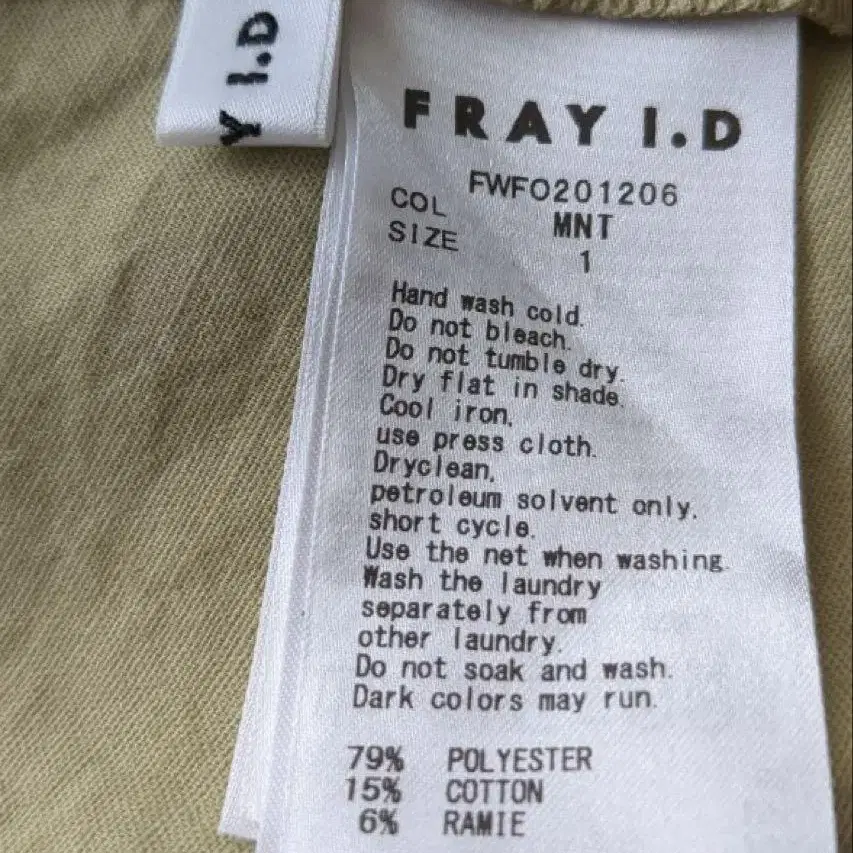 Y I.D
FRAY I.D
FWFO201206
COL MNT
SIZE 1
Hand wash cold.
Do not bleach.
Do not tumble dry.
Dry flat in shade.
Cool iron,
use press cloth.
Dryclean,
petroleum solvent only.
short cycle.
Use the net when washing.
Wash the laundry
separately from
other laundry.
Do not soak and wash.
Dark colors may run.
79% POLYESTER
15% COTTON
6% RAMIE